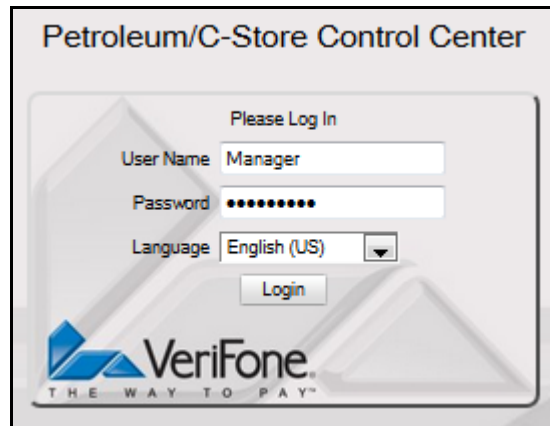 Petroleum/C-Store Control Center
Please Log In
User Name Manager
Password •••••••••
Language English (US)
Login
VeriFone.
THE WAY TO PAY™